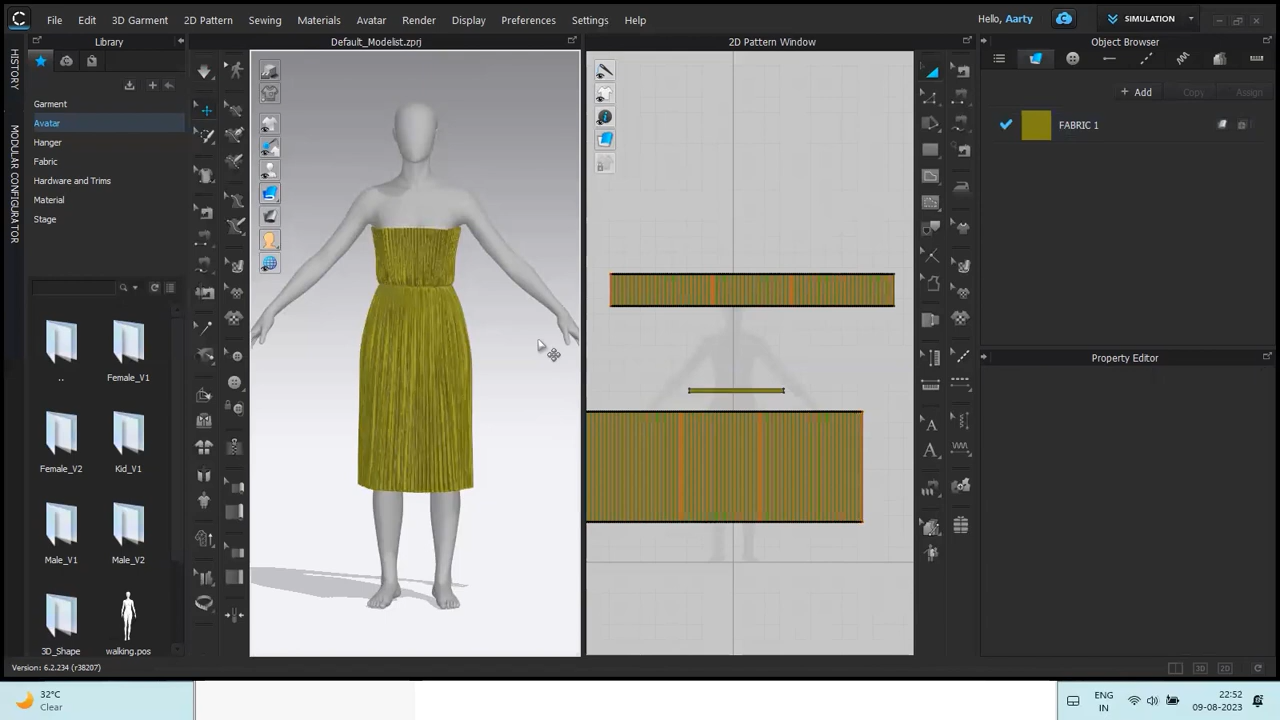 File Edit 3D Garment 2D Pattern Sewing Materials Avatar Render Display Preferences Settings Help Hello, Aarty SIMULATION
HISTORY
MODULAR CONFIGURATOR
Library
Garment
Avatar
Hanger
Fabric
Hardware and Trims
Material
Stage
..
Female_V1
Female_V2
Kid_V1
Male_V1
Male_V2
3D_Shape
walking.pos
Default_Modelist.zprj
2D Pattern Window
Object Browser
+ Add Copy Assign
FABRIC 1
Property Editor
Version: 6.2.234 (r38207)
3D 2D
32°C
Clear
ENG
IN
22:52
09-08-2023